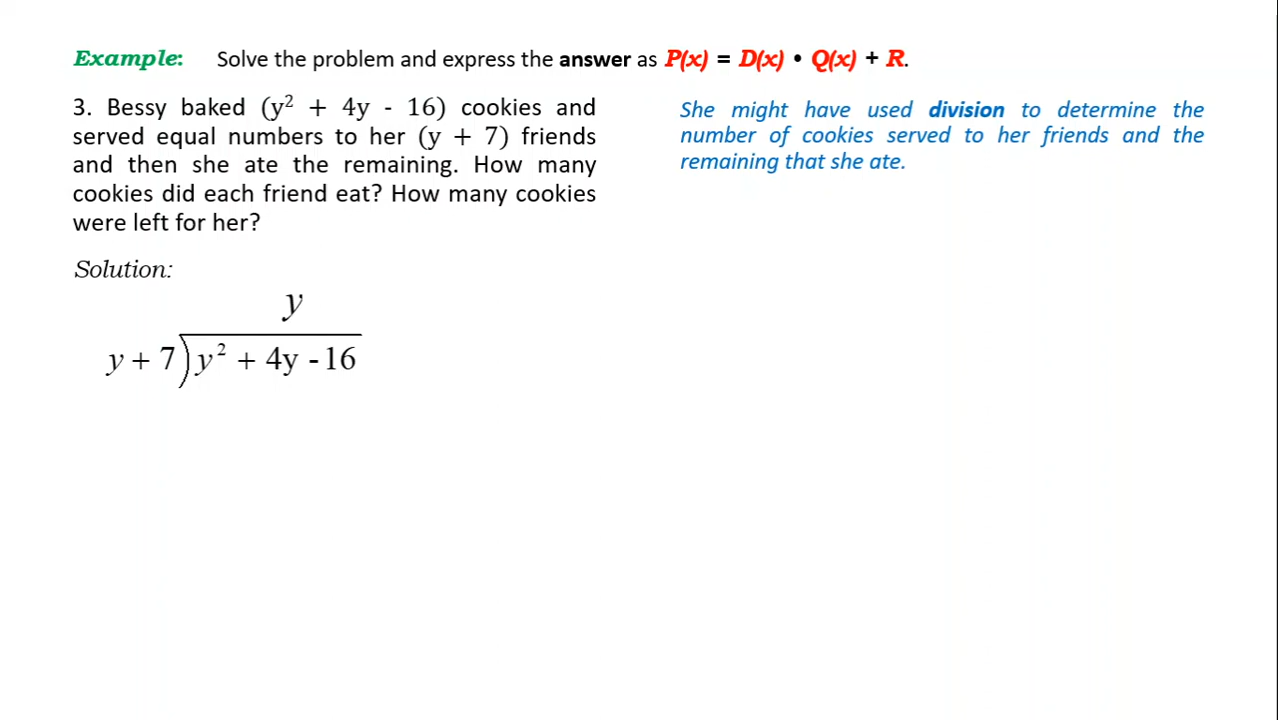 Example: Solve the problem and express the answer as P(x) = D(x) • Q(x) + R.
3. Bessy baked (y² + 4y - 16) cookies and
served equal numbers to her (y + 7) friends
and then she ate the remaining. How many
cookies did each friend eat? How many cookies
were left for her?
She might have used division to determine the
number of cookies served to her friends and the
remaining that she ate.
Solution:
y
y + 7)y² + 4y - 16